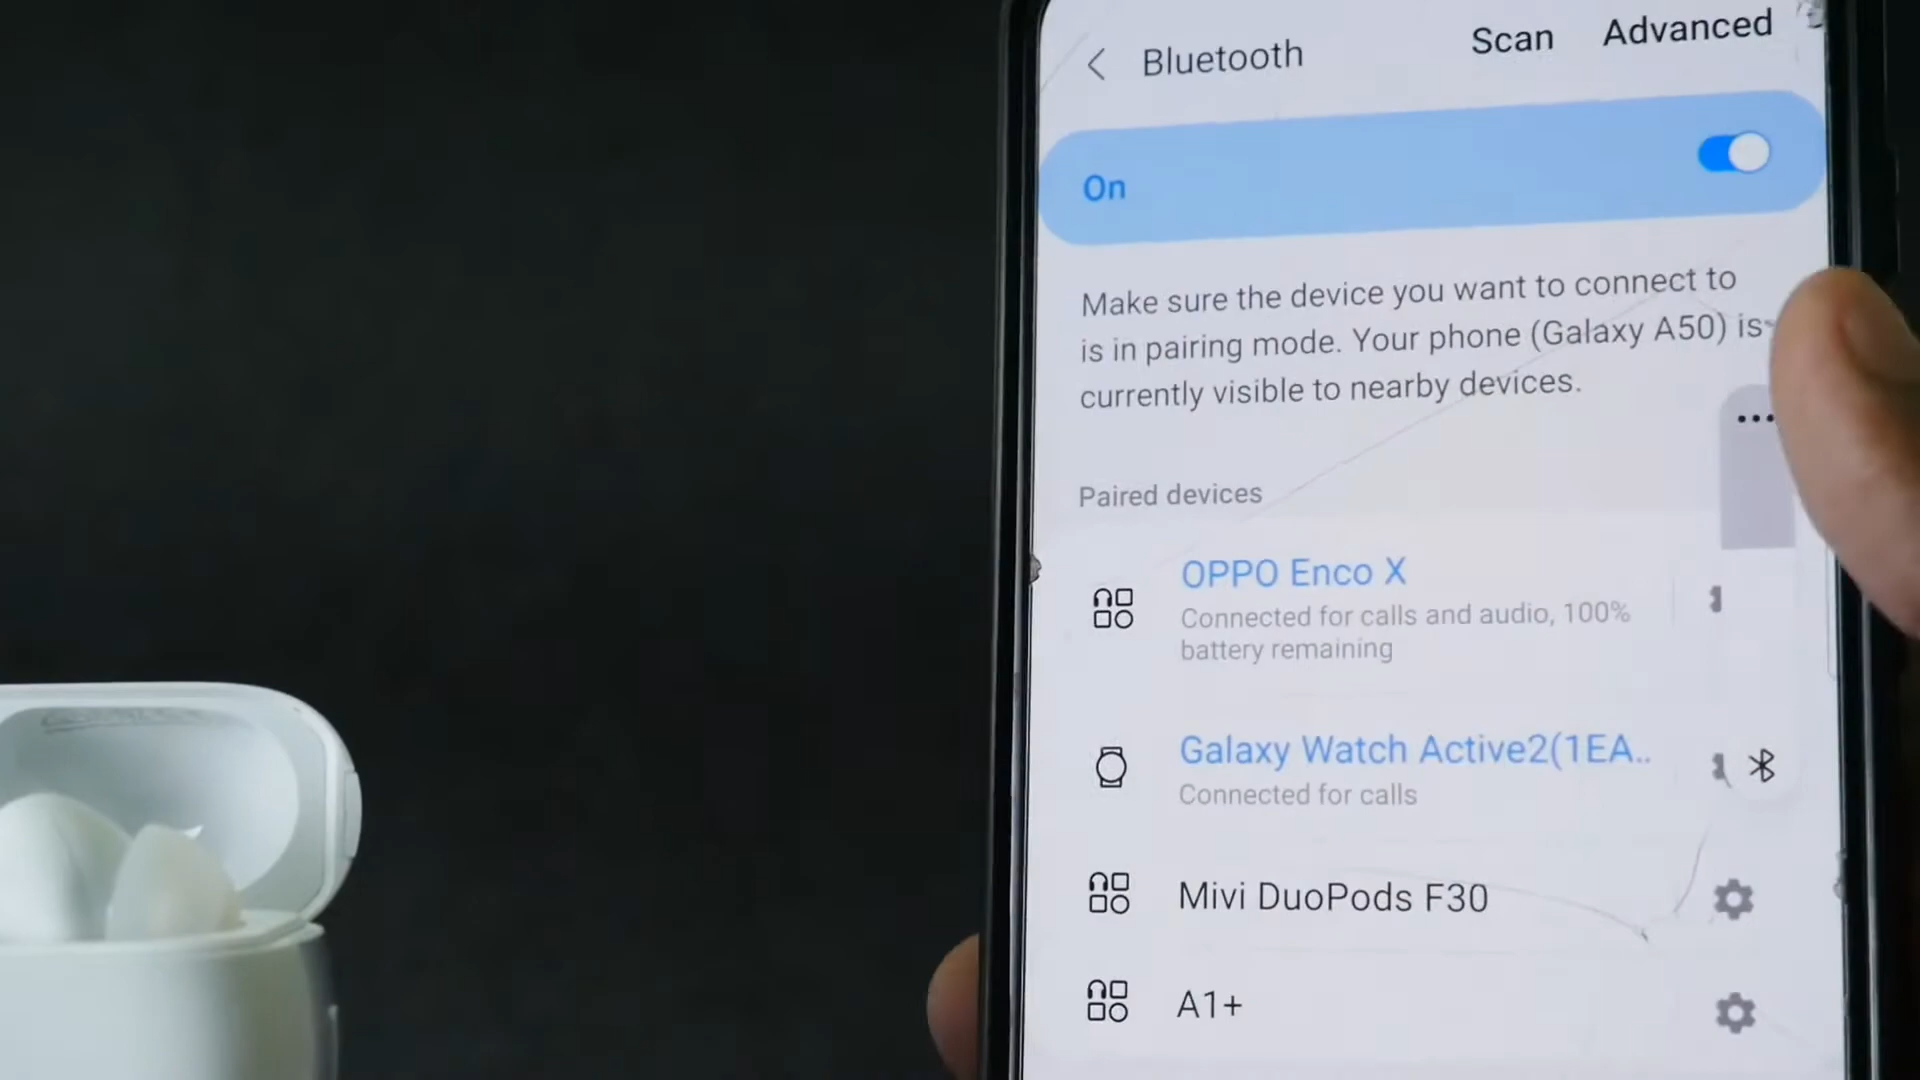 Bluetooth
Scan
Advanced
On
Make sure the device you want to connect to
is in pairing mode. Your phone (Galaxy A50) is
currently visible to nearby devices.
Paired devices
OPPO Enco X
Connected for calls and audio, 100%
battery remaining
Galaxy Watch Active2(1EA..
Connected for calls
Mivi DuoPods F30
A1+